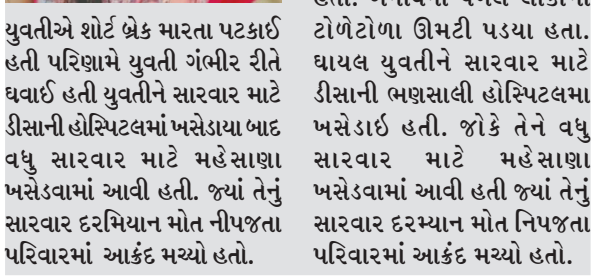 યુવતીએ શોર્ટ બ્રેક મારતા પટકાઈ
હતી પરિણામે યુવતી ગંભીર રીતે
ઘવાઈ હતી યુવતીને સારવાર માટે
ડીસાની હોસ્પિટલમાં ખસેડાયા બાદ
વધુ સારવાર માટે મહેસાણા
ખસેડવામાં આવી હતી. જ્યાં તેનું
સારવાર દરમિયાન મોત નીપજતા
પરિવારમાં આક્રંદ મચ્યો હતો.
ટોળેટોળા ઊમટી પડયા હતા.
ઘાયલ યુવતીને સારવાર માટે
ડીસાની ભણસાલી હોસ્પિટલમા
ખસેડાઇ હતી. જોકે તેને વધુ
સારવાર માટે મહેસાણા
ખસેડવામાં આવી હતી જ્યાં તેનું
સારવાર દરમ્યાન મોત નિપજતા
પરિવારમાં આક્રંદ મચ્યો હતો.